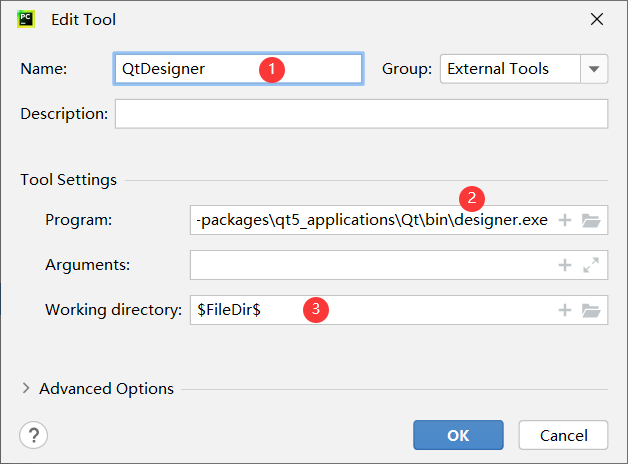 PC
Edit Tool
Name: QtDesigner 1 Group: External Tools
Description:
Tool Settings
2
Program: -packages\qt5_applications\Qt\bin\designer.exe
Arguments:
Working directory: $FileDir$ 3
Advanced Options
? OK Cancel